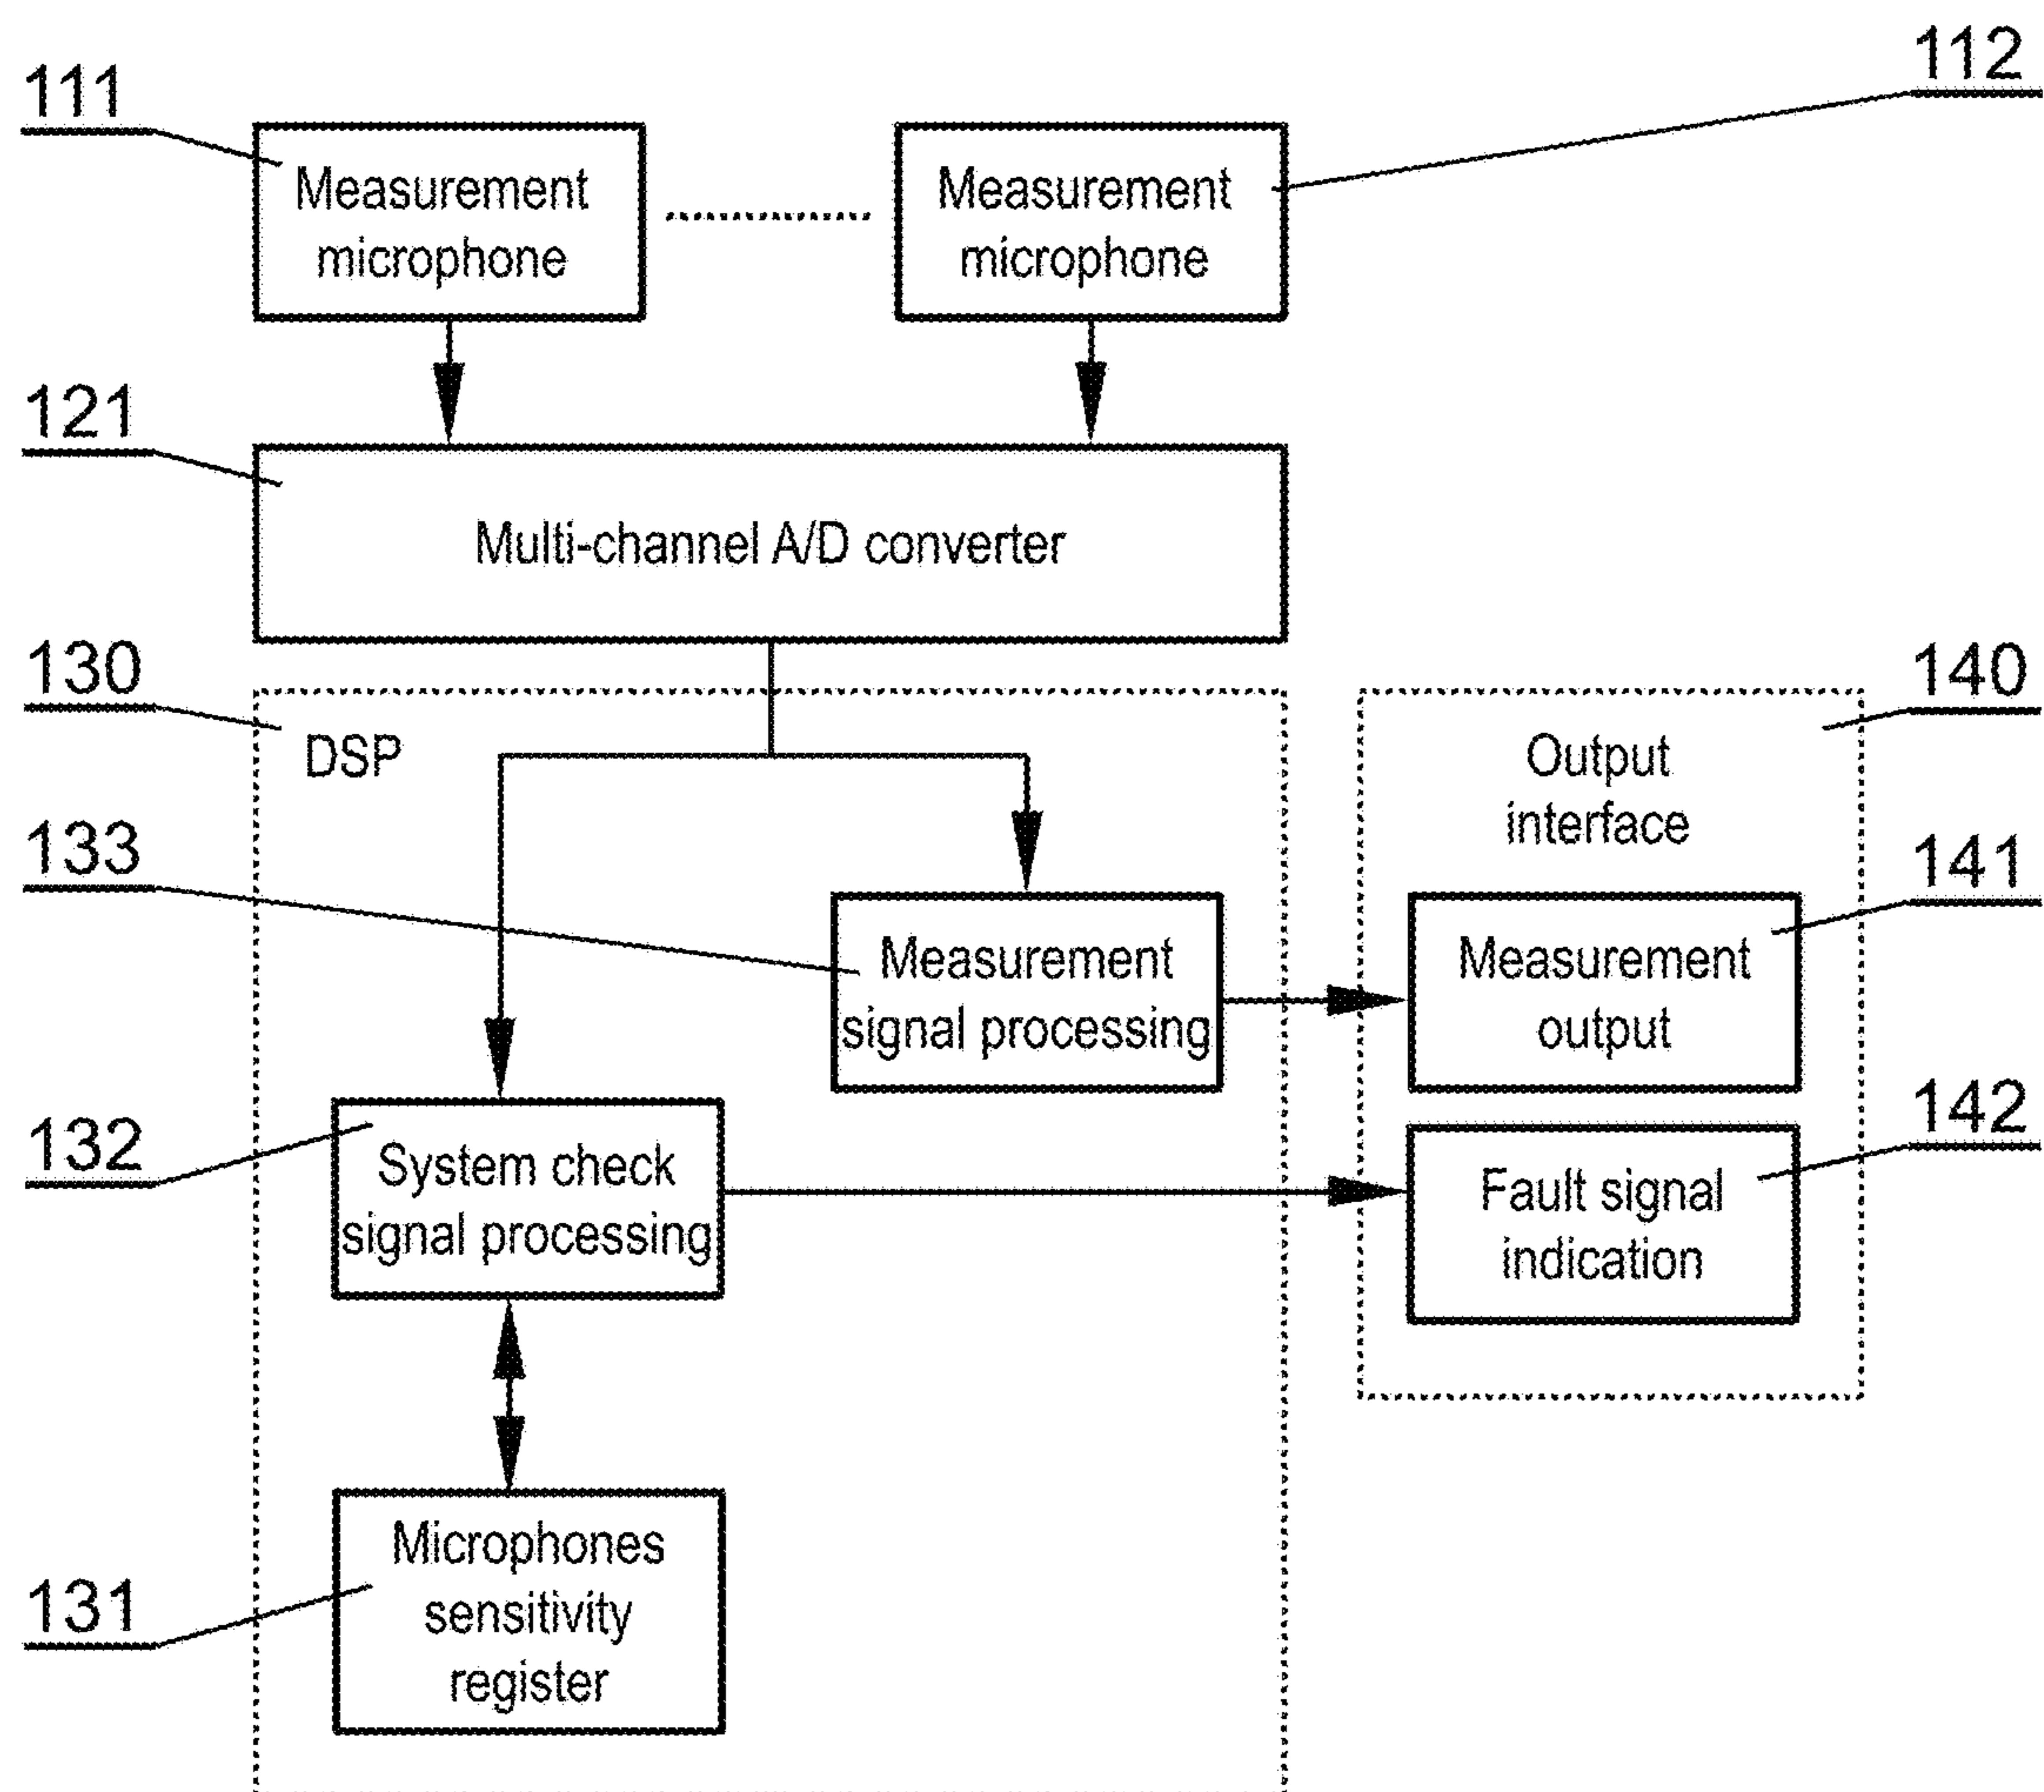 111
112
Measurement
microphone
Measurement
microphone
121
Multi-channel A/D converter
130
DSP
140
Output
interface
133
Measurement
signal processing
141
Measurement
output
132
System check
signal processing
142
Fault signal
indication
131
Microphones
sensitivity
register